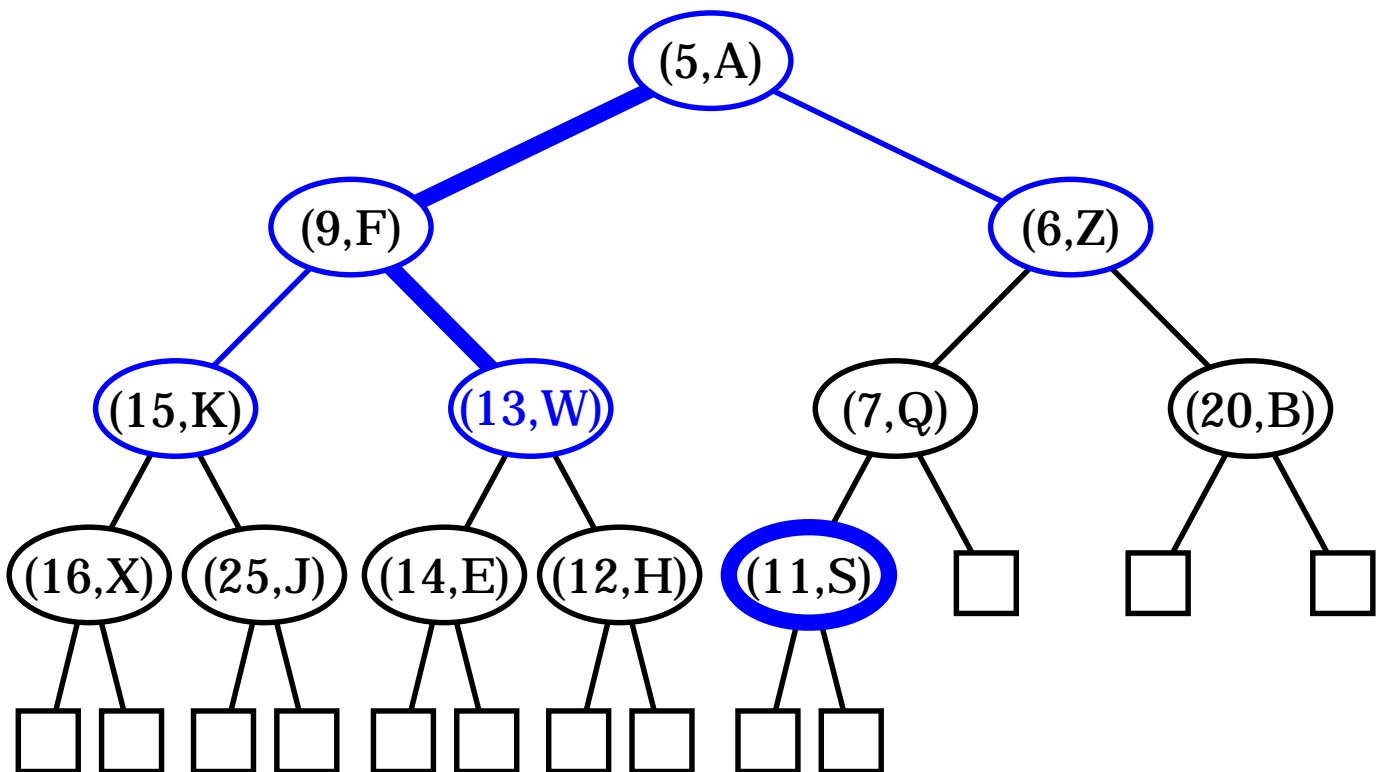 (5,A)
(9,F) (6,Z)
(15,K) (13,W) (7,Q) (20,B)
(16,X) (25,J) (14,E) (12,H) (11,S)